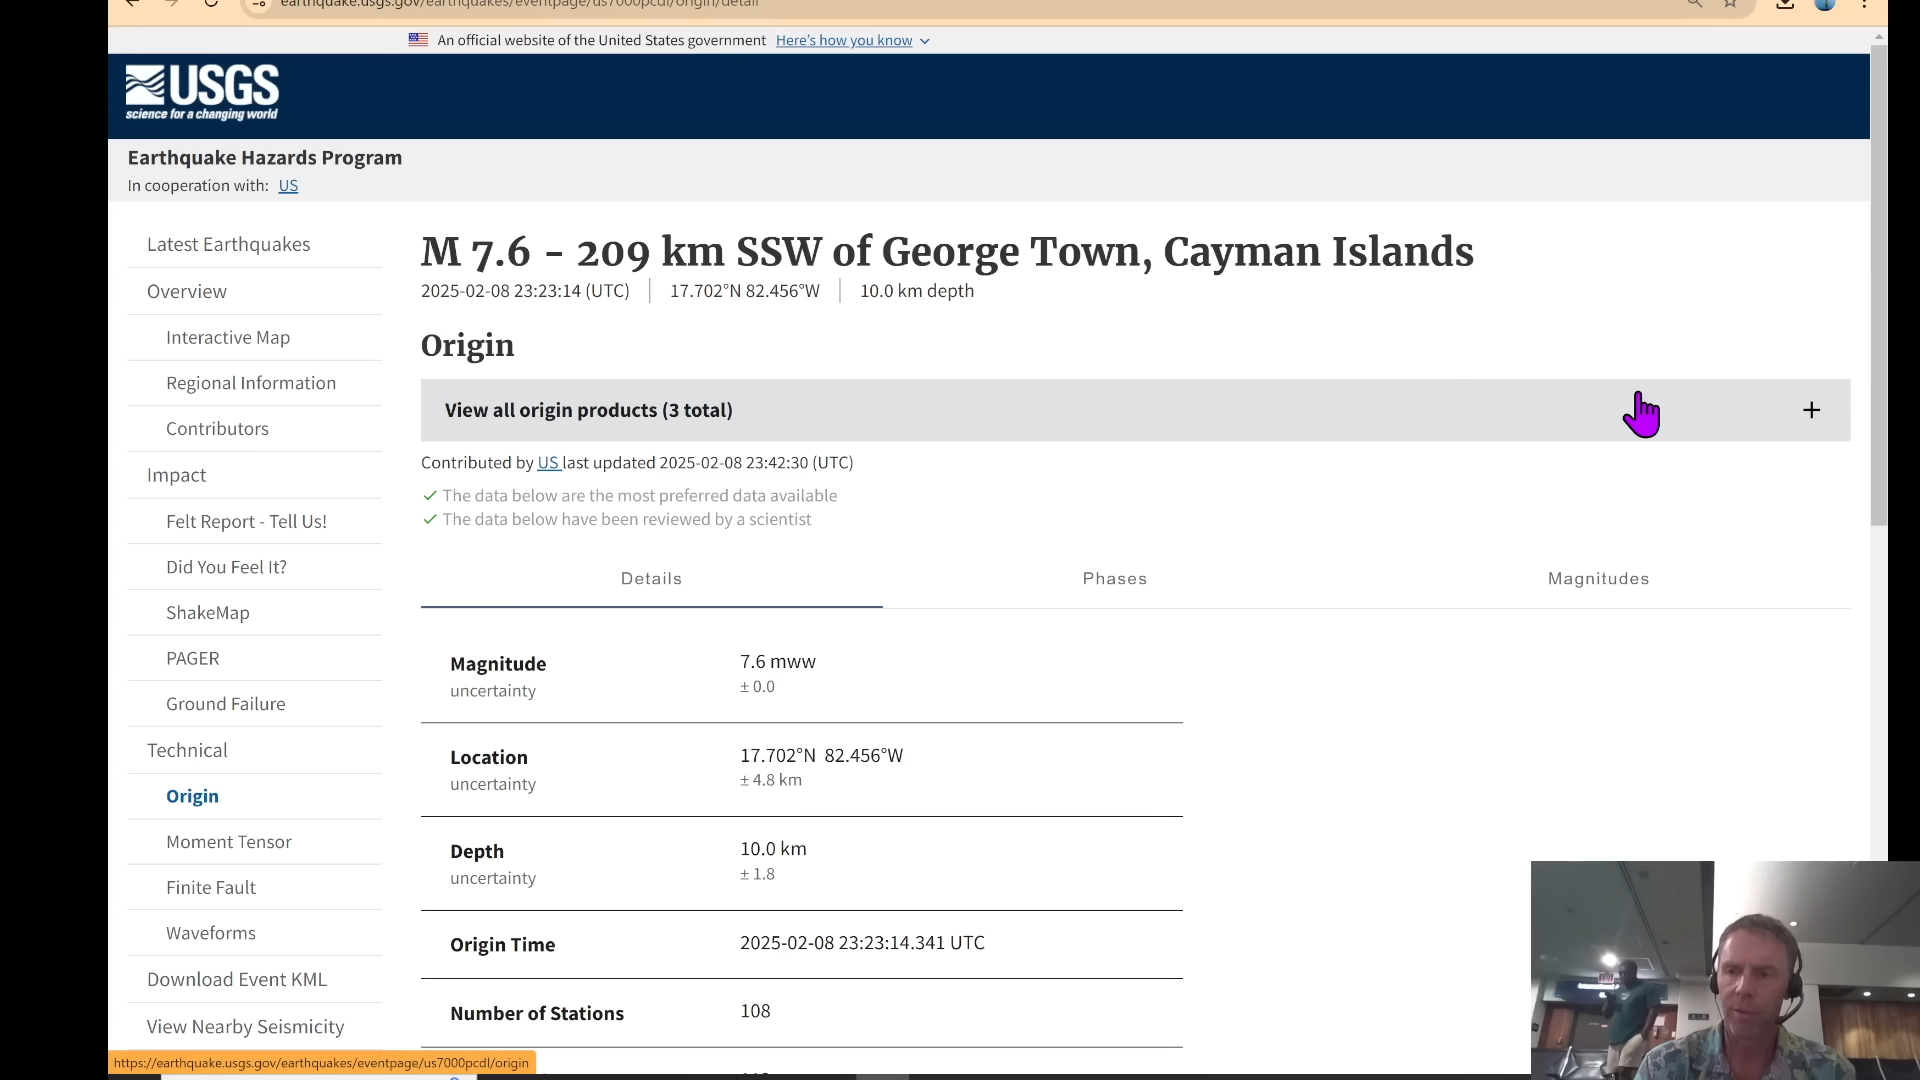 earthquake.usgs.gov/earthquakes/eventpage/us7000pcdl/origin/detail
An official website of the United States government Here's how you know
USGS
science for a changing world
Earthquake Hazards Program
In cooperation with: US
Latest Earthquakes
Overview
Interactive Map
Regional Information
Contributors
Impact
Felt Report - Tell Us!
Did You Feel It?
ShakeMap
PAGER
Ground Failure
Technical
Origin
Moment Tensor
Finite Fault
Waveforms
Download Event KML
View Nearby Seismicity
M 7.6 - 209 km SSW of George Town, Cayman Islands
2025-02-08 23:23:14 (UTC) 17.702°N 82.456°W 10.0 km depth
Origin
View all origin products (3 total) +
Contributed by US last updated 2025-02-08 23:42:30 (UTC)
The data below are the most preferred data available
The data below have been reviewed by a scientist
Details Phases Magnitudes
Magnitude 7.6 mww
uncertainty ± 0.0
Location 17.702°N 82.456°W
uncertainty ± 4.8 km
Depth 10.0 km
uncertainty ± 1.8
Origin Time 2025-02-08 23:23:14.341 UTC
Number of Stations 108
https://earthquake.usgs.gov/earthquakes/eventpage/us7000pcdl/origin